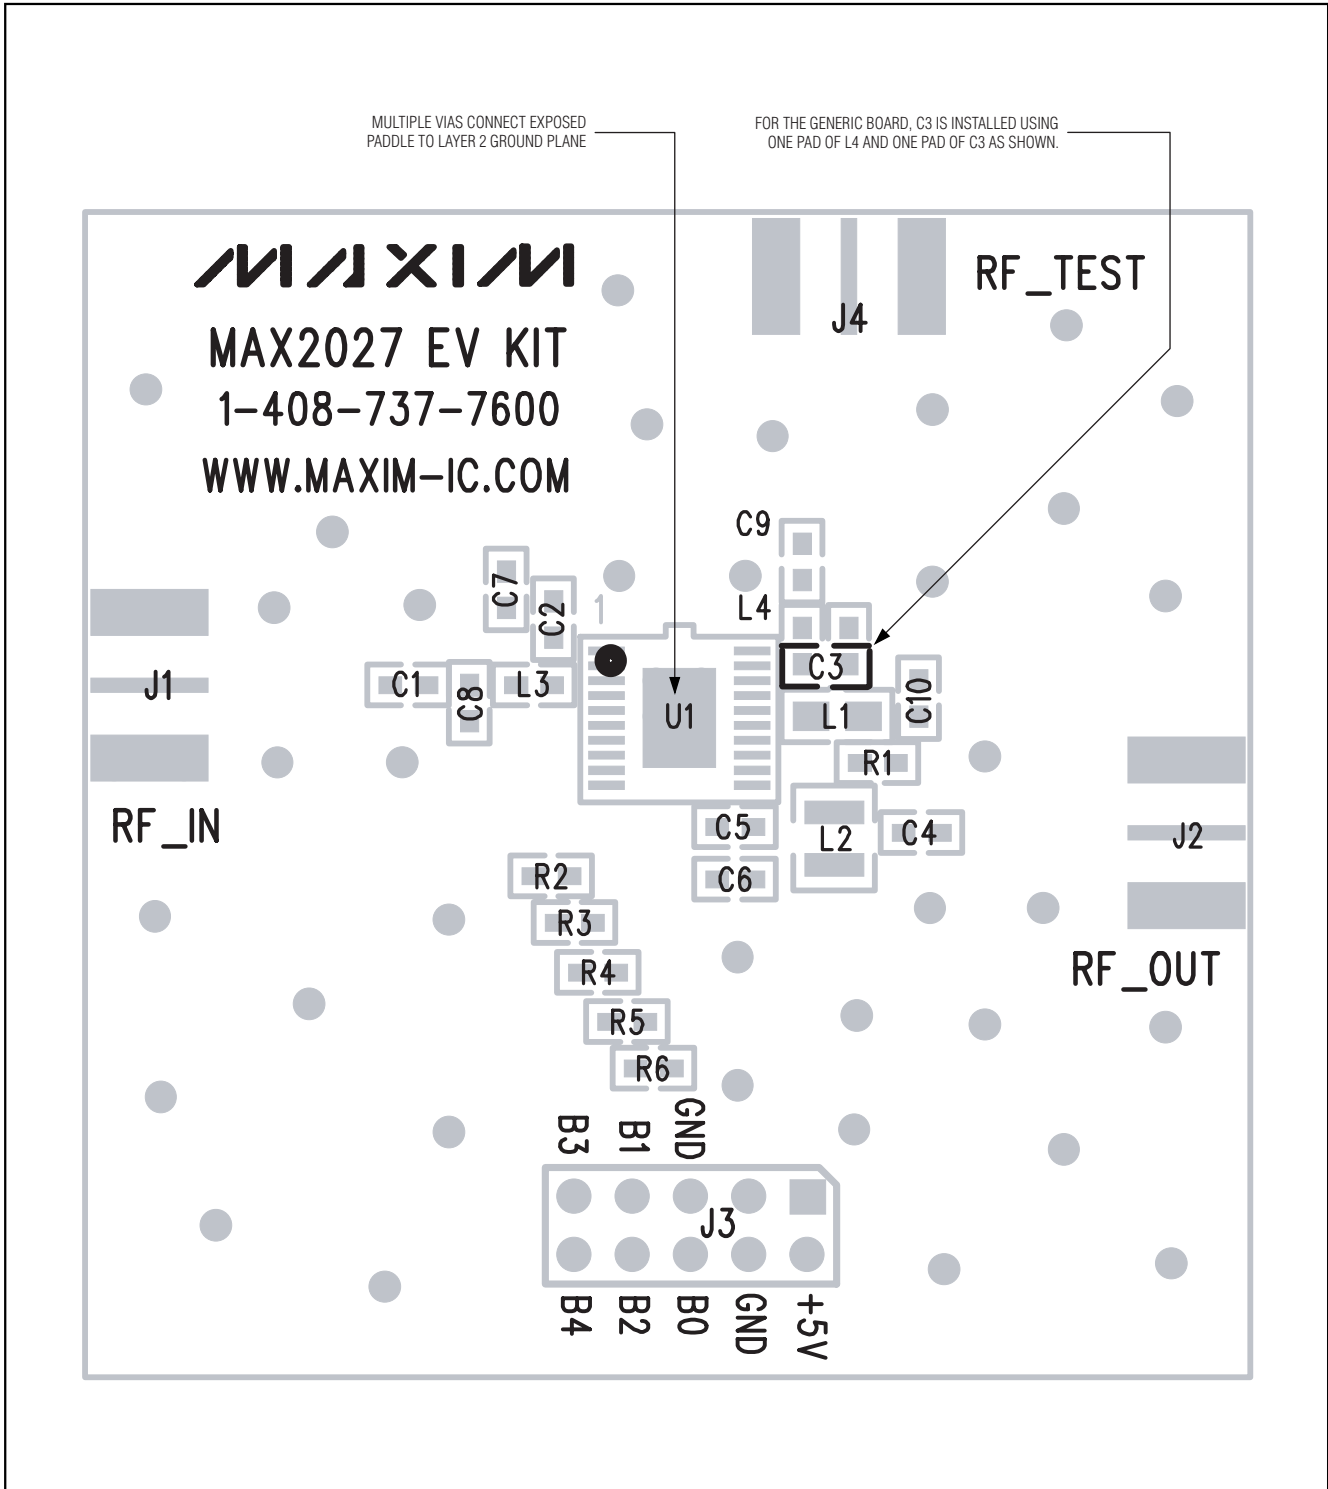 MULTIPLE VIAS CONNECT EXPOSED
PADDLE TO LAYER 2 GROUND PLANE
FOR THE GENERIC BOARD, C3 IS INSTALLED USING
ONE PAD OF L4 AND ONE PAD OF C3 AS SHOWN.
MAXIM
RF_TEST
J4
MAX2027 EV KIT
1-408-737-7600
WWW.MAXIM-IC.COM
C9
C7
C2
1
L4
C3
J1
C1
C8
L3
U1
L1
C10
R1
RF_IN
C5
L2
C4
J2
R2
C6
R3
R4
RF_OUT
R5
R6
B3
B1
GND
J3
B4
B2
B0
GND
+5V